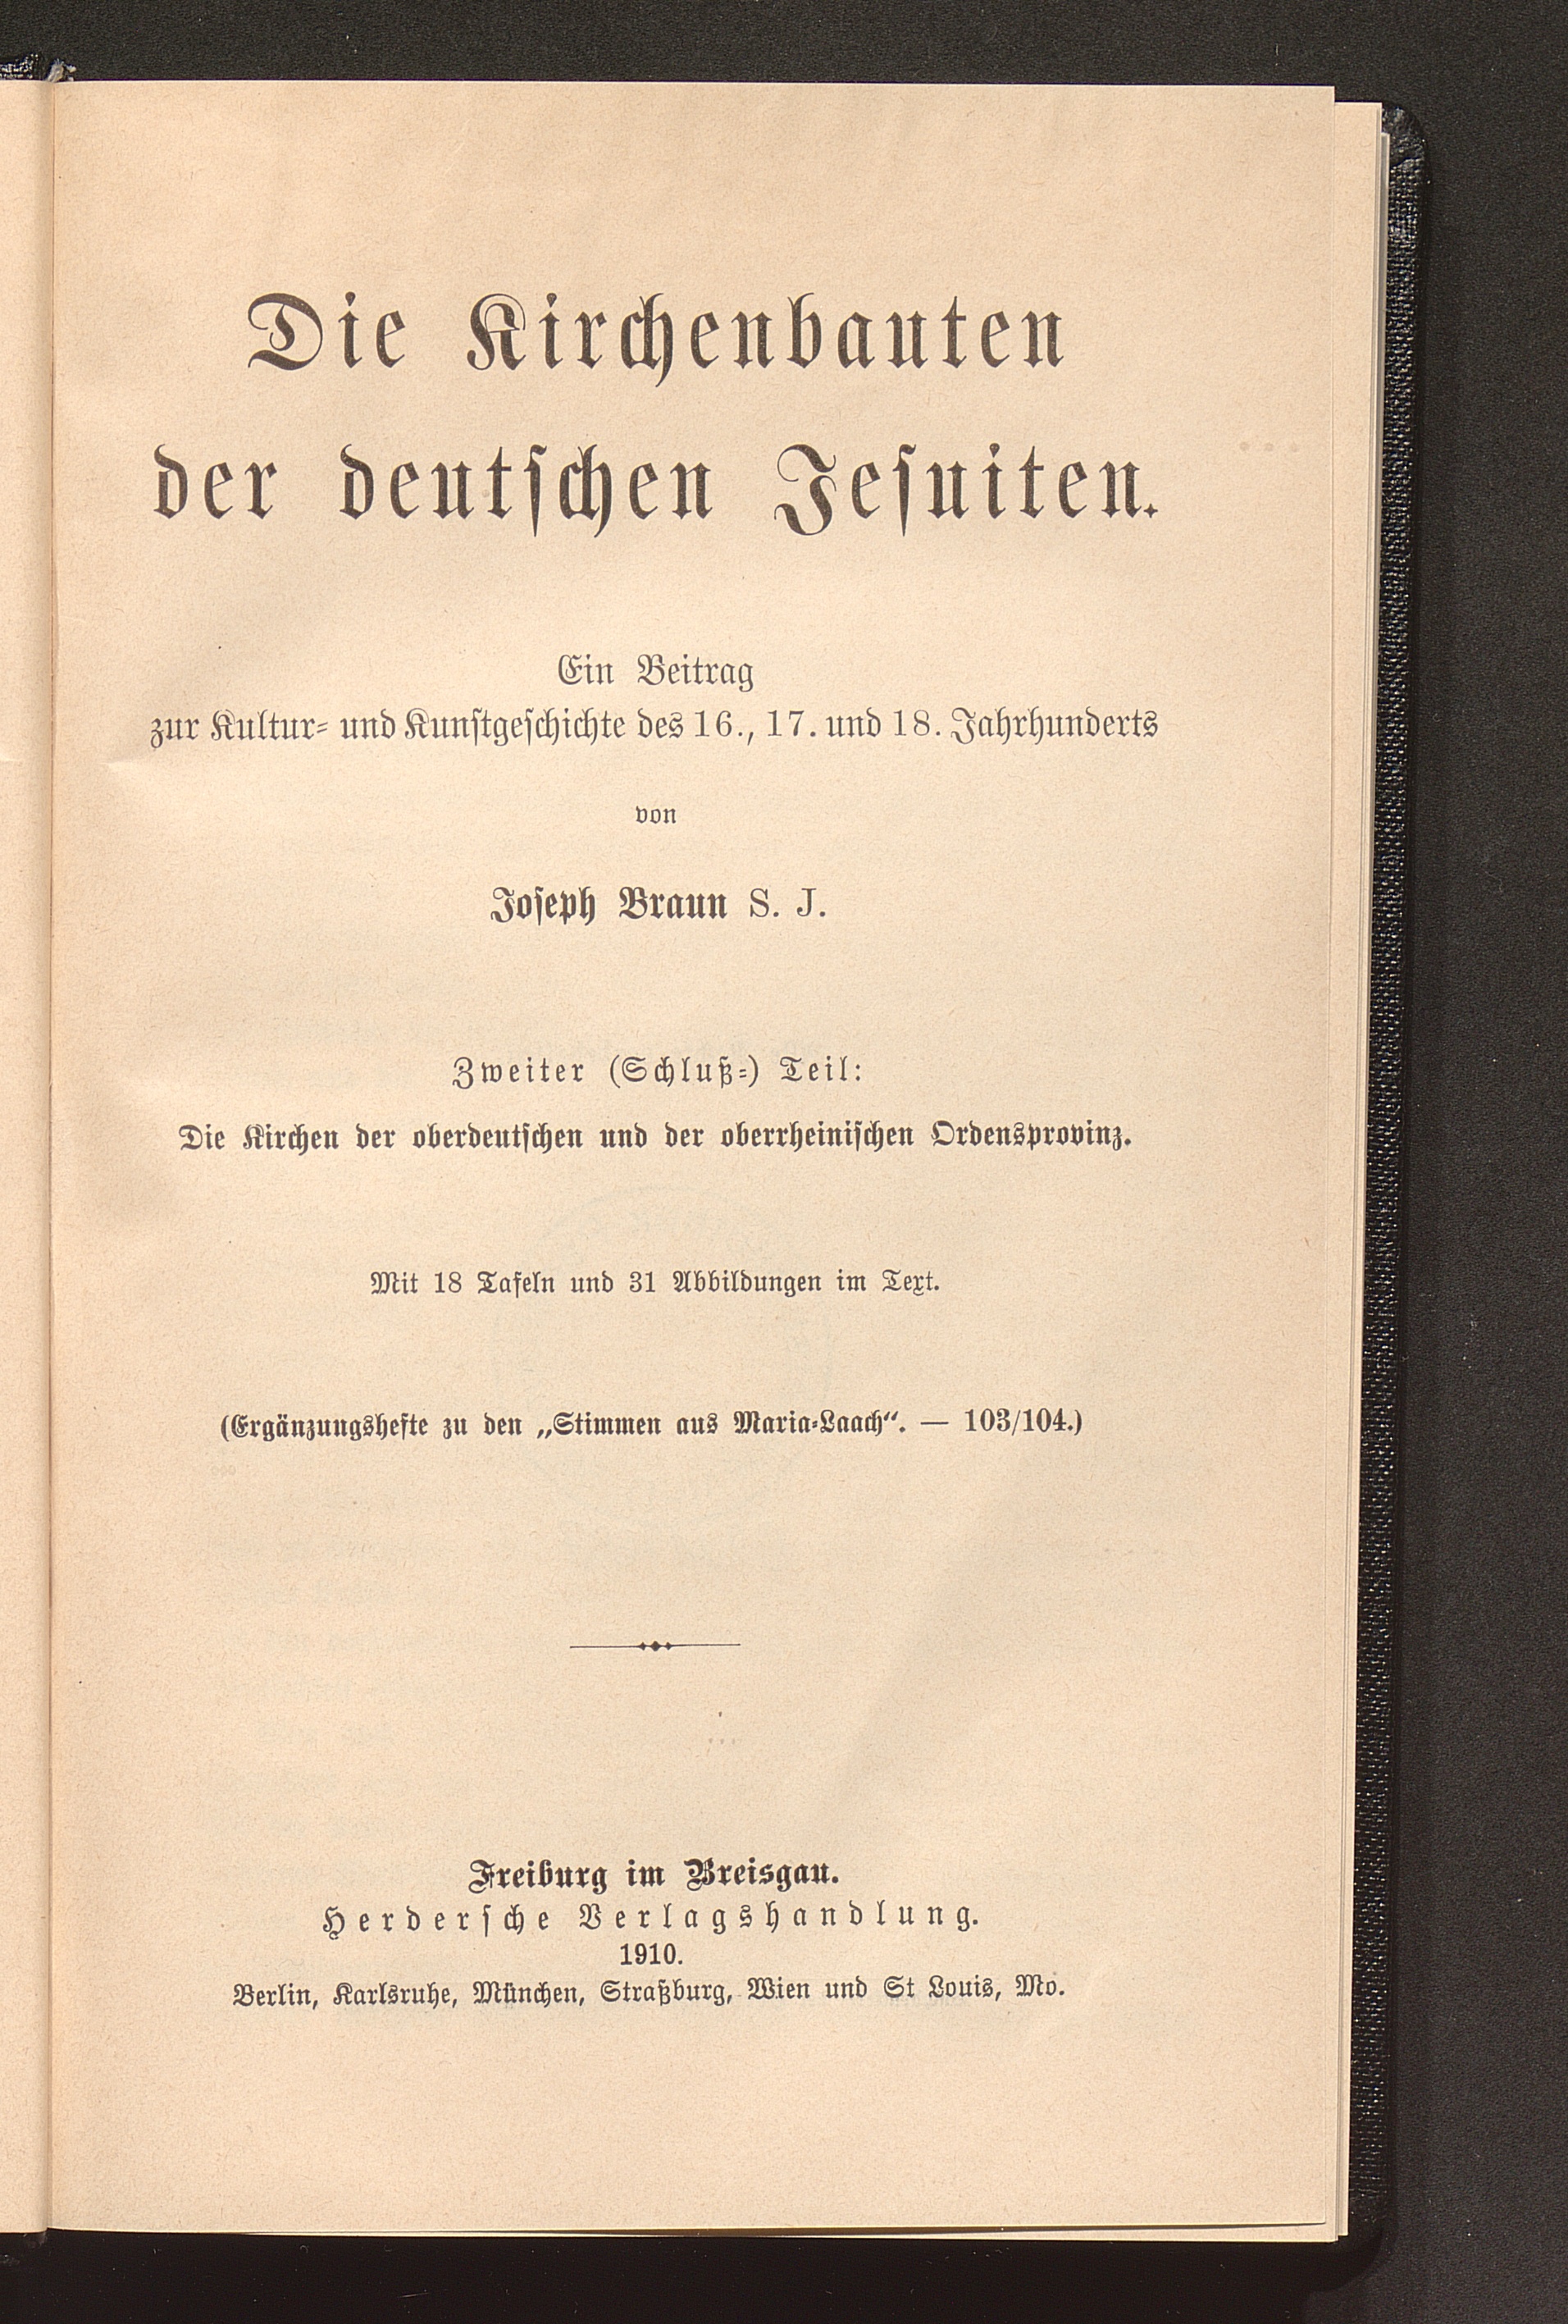 Die Kirchenbauten
der deutschen Jesuiten.
Ein Beitrag
zur Kultur- und Kunstgeschichte des 16., 17. und 18. Jahrhunderts
von
Joseph Braun S. J.
Zweiter (Schluß-) Teil:
Die Kirchen der oberdeutschen und der oberrheinischen Ordensprovinz.
Mit 18 Tafeln und 31 Abbildungen im Text.
(Ergänzungshefte zu den „Stimmen aus Maria-Laach“. — 103/104.)
Freiburg im Breisgau.
Herdersche Verlagshandlung.
1910.
Berlin, Karlsruhe, München, Straßburg, Wien und St Louis, Mo.